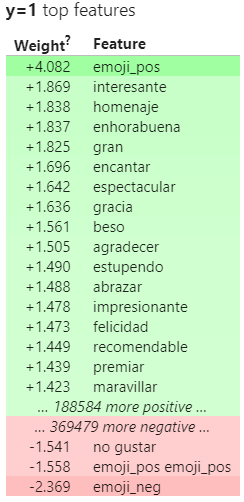 y=1 top features
Weight? Feature
+4.082 emoji_pos
+1.869 interesante
+1.838 homenaje
+1.837 enhorabuena
+1.825 gran
+1.696 encantar
+1.642 espectacular
+1.636 gracia
+1.561 beso
+1.505 agradecer
+1.490 estupendo
+1.488 abrazar
+1.478 impresionante
+1.473 felicidad
+1.449 recomendable
+1.439 premiar
+1.423 maravillar
… 188584 more positive …
… 369479 more negative …
-1.541 no gustar
-1.558 emoji_pos emoji_pos
-2.369 emoji_neg